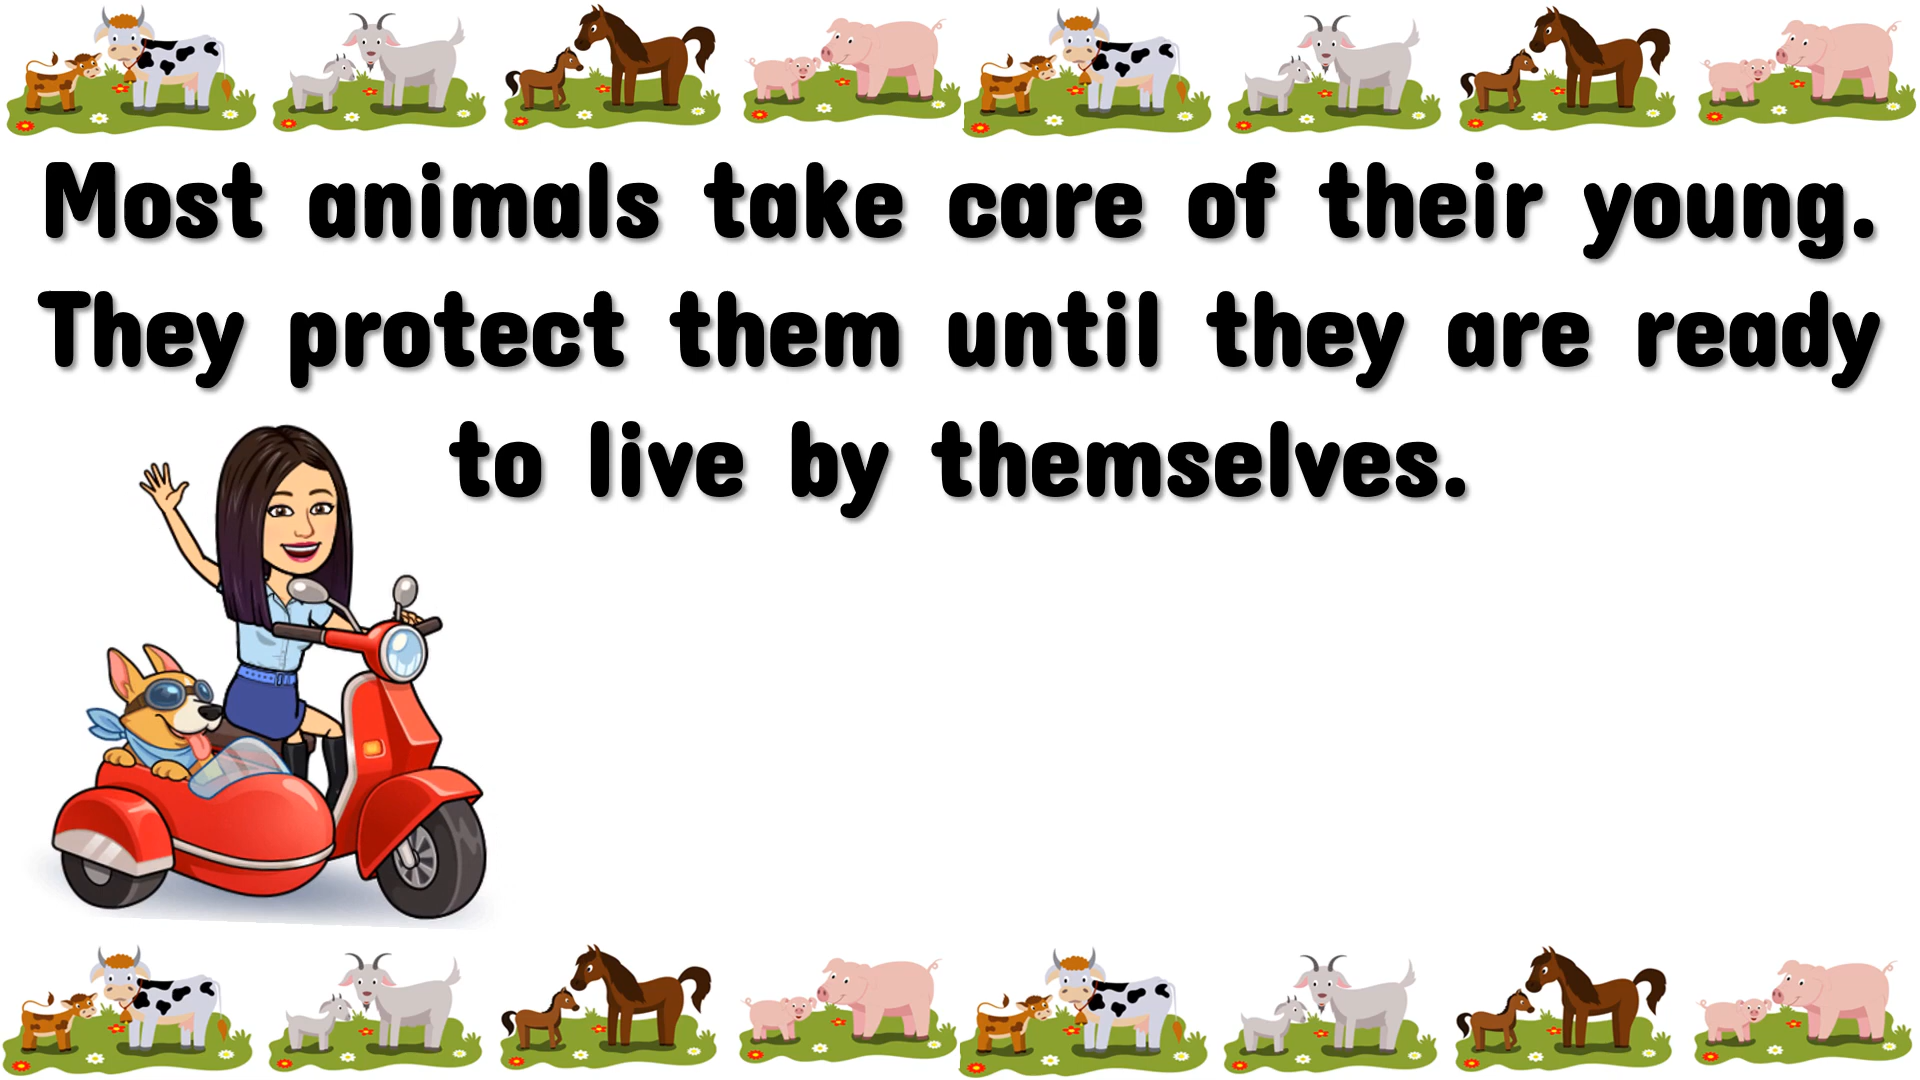 Most animals take care of their young.
They protect them until they are ready
to live by themselves.